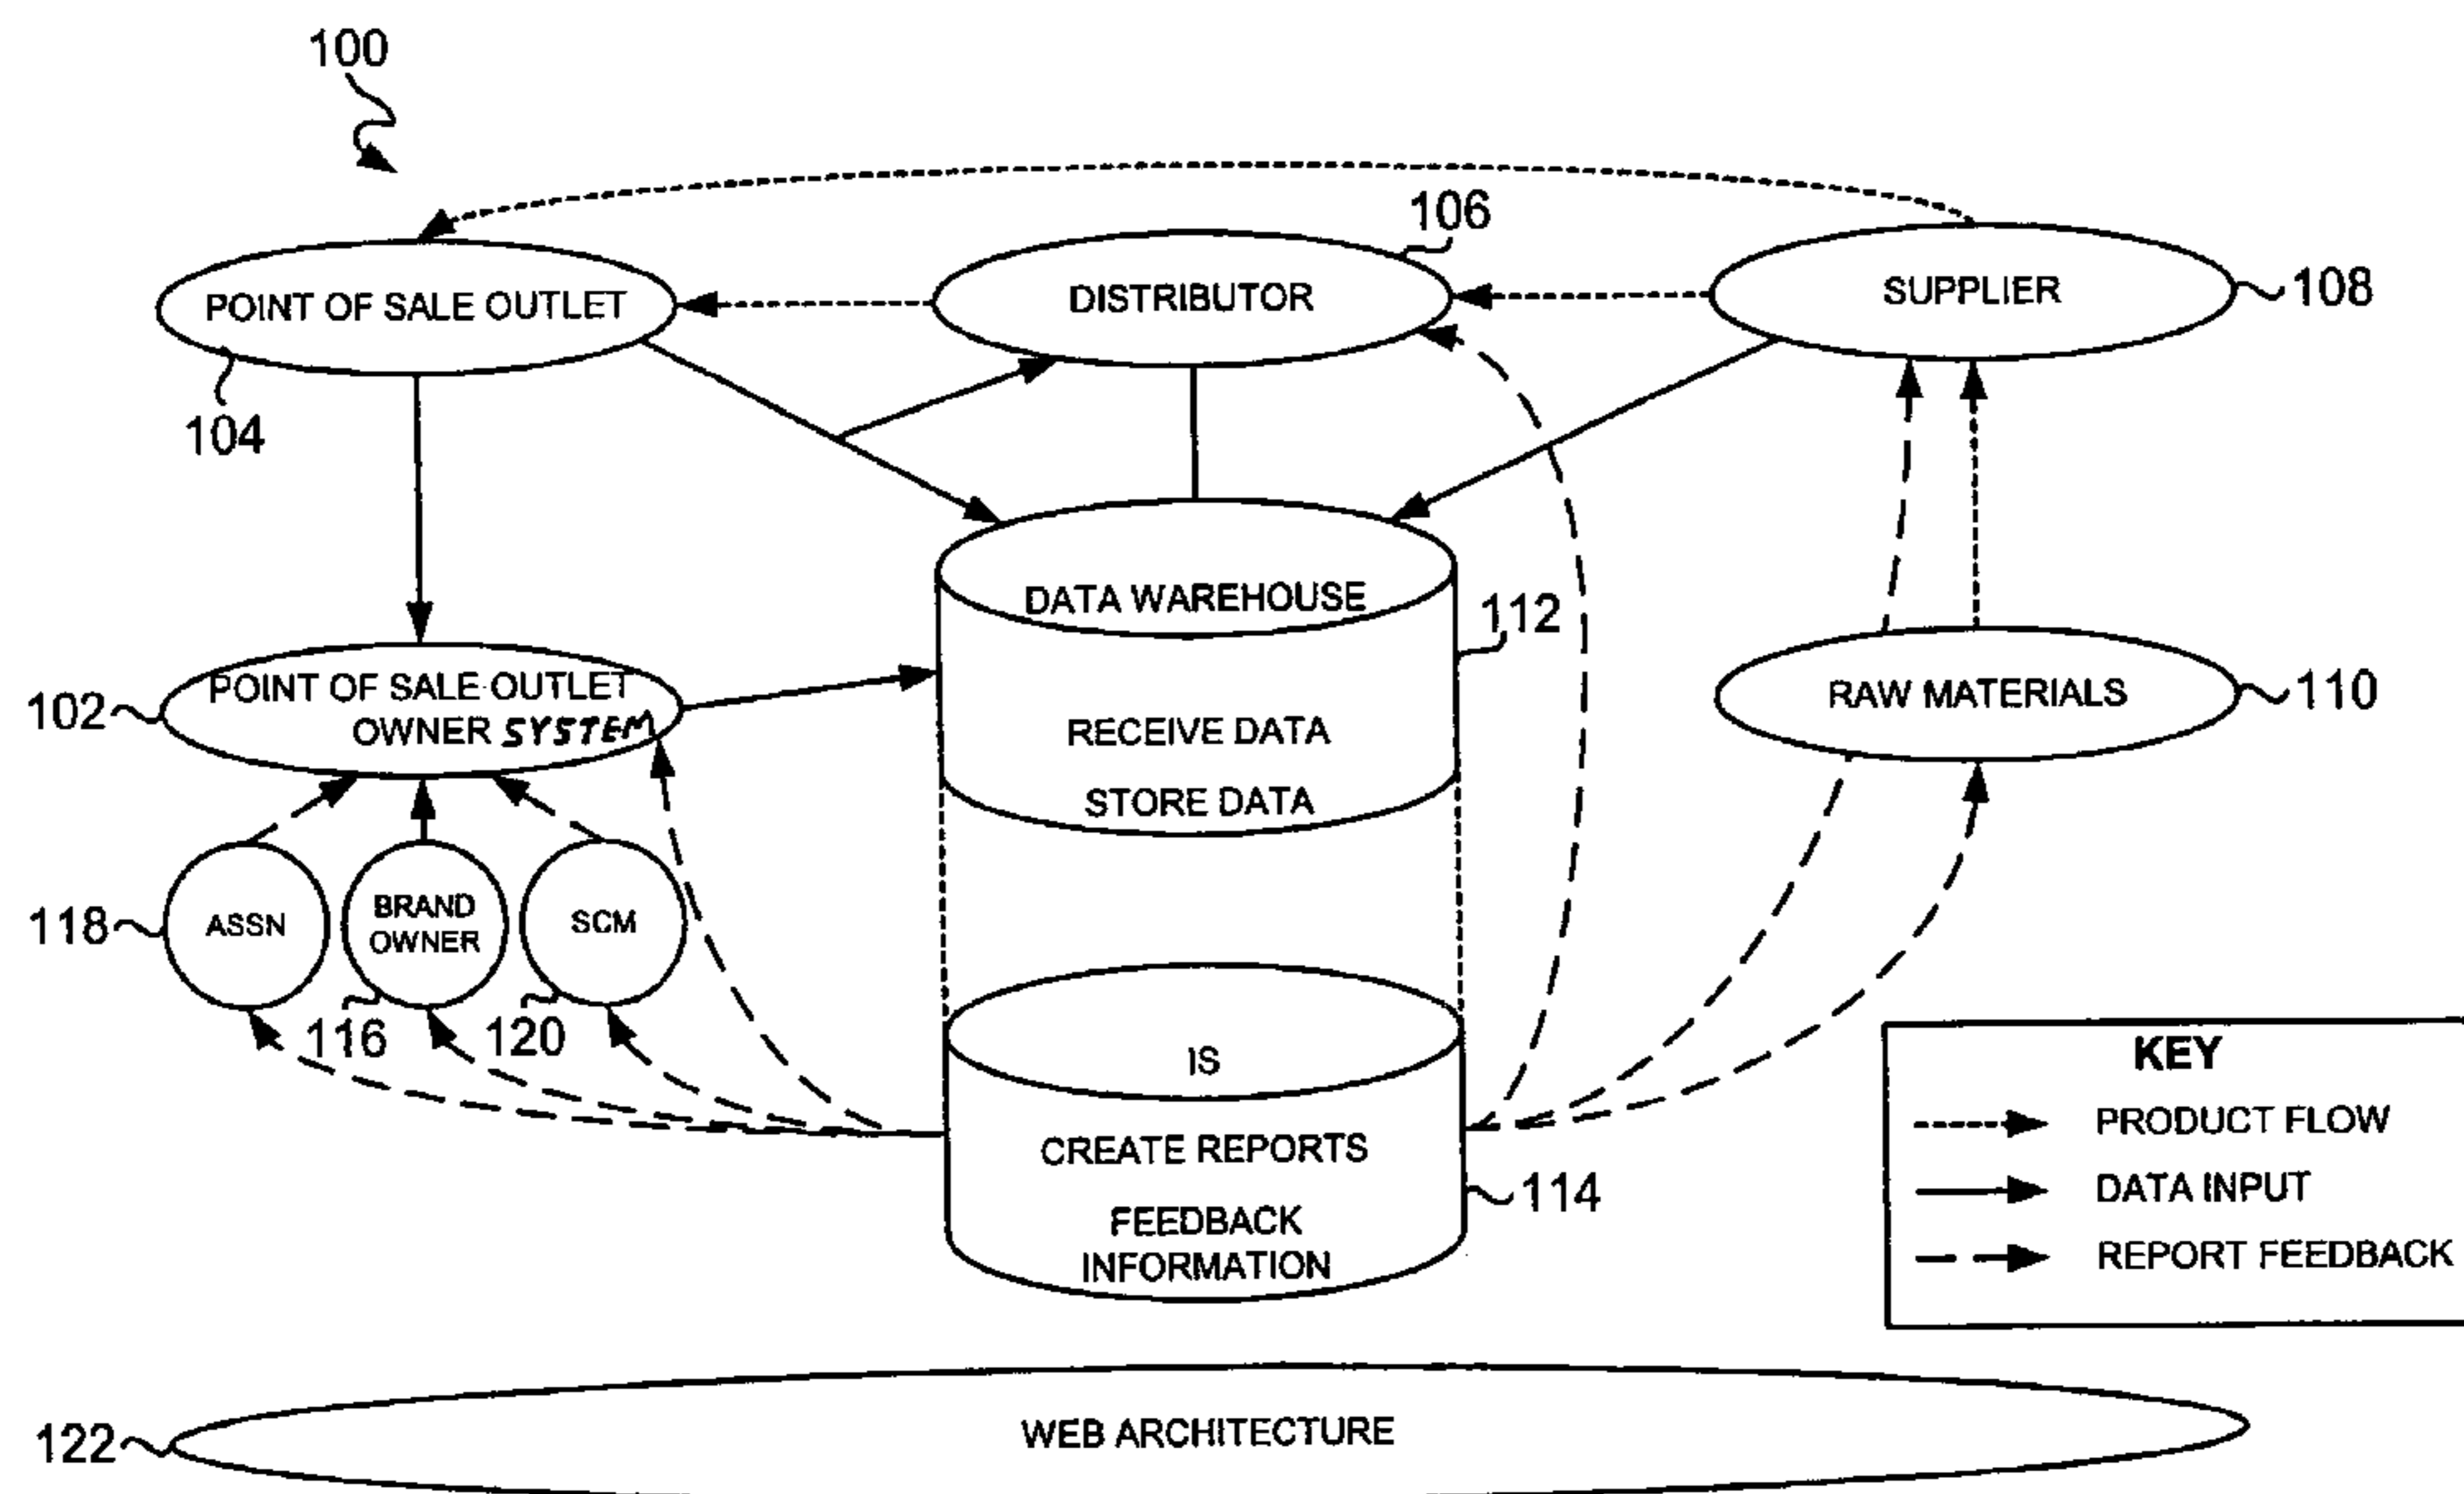 100
106
POINT OF SALE OUTLET
DISTRIBUTOR
SUPPLIER
108
104
DATA WAREHOUSE
112
102
POINT OF SALE OUTLET
OWNER SYSTEM
RECEIVE DATA
STORE DATA
RAW MATERIALS
110
118
ASSN
BRAND
OWNER
SCM
116
120
IS
CREATE REPORTS
FEEDBACK
INFORMATION
114
KEY
PRODUCT FLOW
DATA INPUT
REPORT FEEDBACK
122
WEB ARCHITECTURE